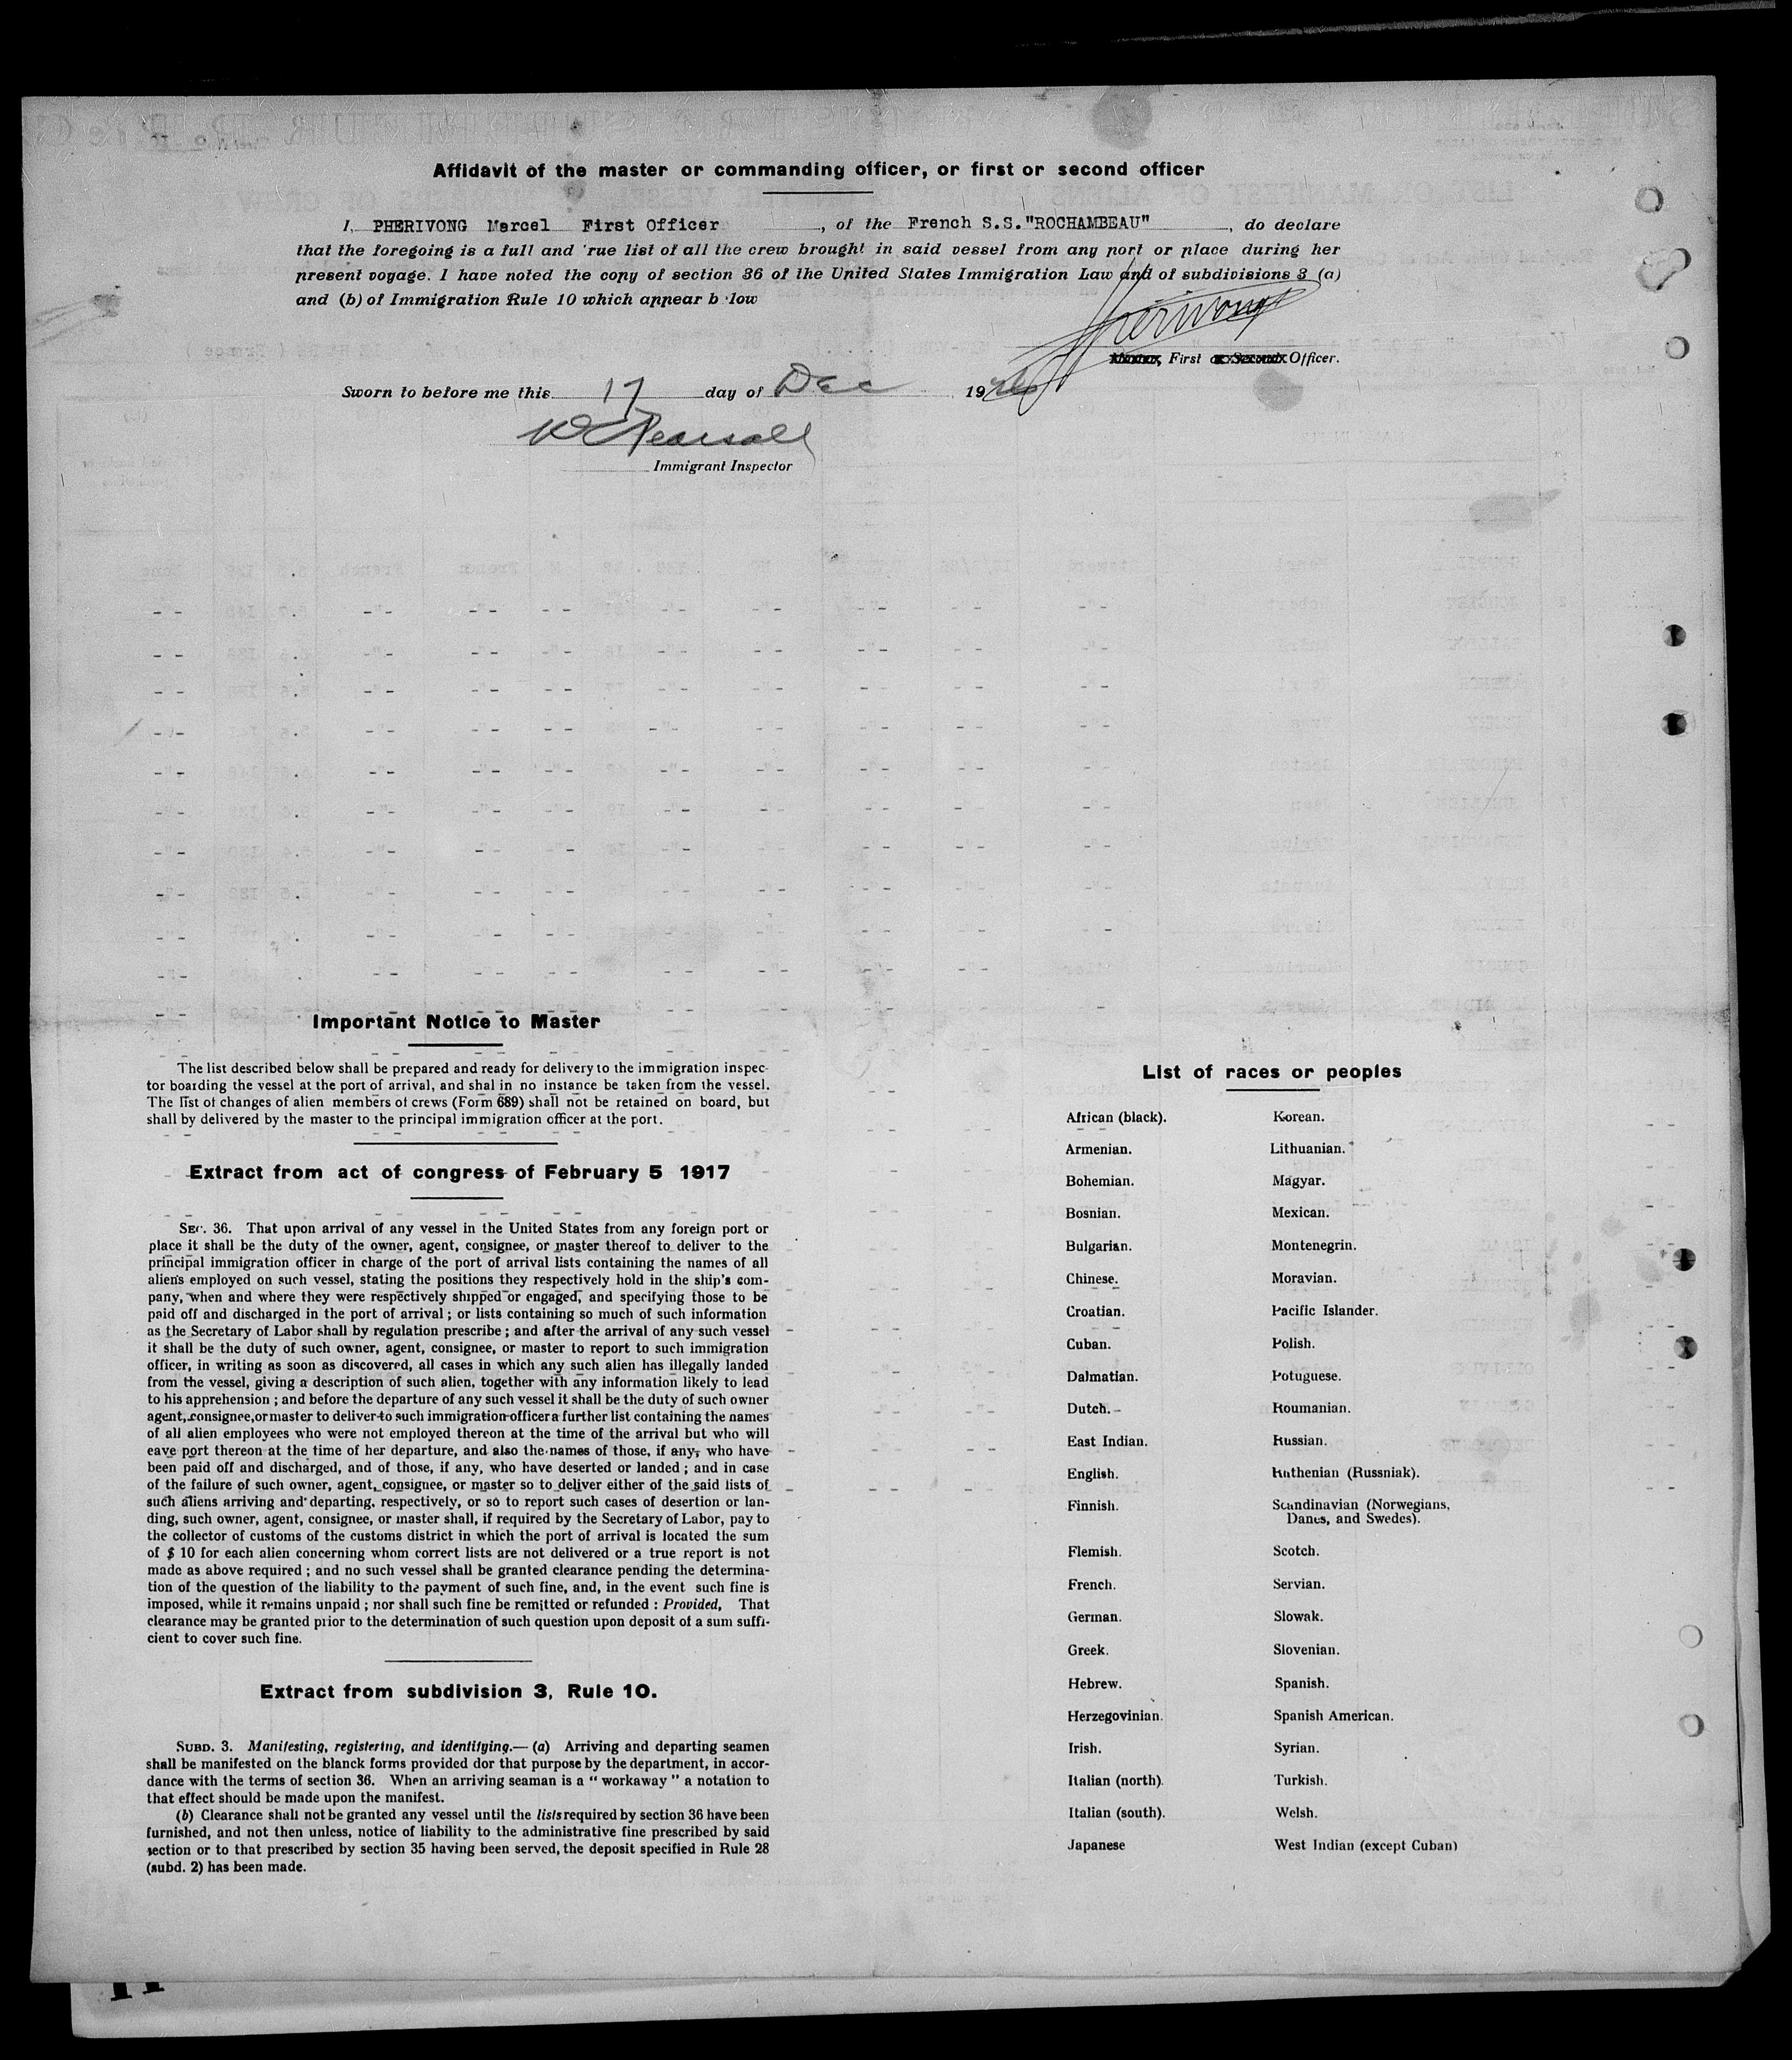 Affidavit of the master or commanding officer, or first or second officer
I, PHERIVONG Marcel First Officer, of the French S.S."ROCHAMBEAU", do declare
that the foregoing is a full and 'rue list of all the crew brought in said vessel from any port or place during her
present voyage. I have noted the copy of section 36 of the United States Immigration Law and of subdivisions 3 (a)
and (b) of Immigration Rule 10 which appear b low
Pherivong
Master, First or Second Officer.
Sworn to before me this 17 day of Dec 19
W C Pearsall
Immigrant Inspector
Important Notice to Master
The list described below shall be prepared and ready for delivery to the immigration inspec-
tor boarding the vessel at the port of arrival, and shal in no instance be taken from the vessel.
The list of changes of alien members of crews (Form 689) shall not be retained on board, but
shall by delivered by the master to the principal immigration officer at the port.
Extract from act of congress of February 5 1917
SEC. 36. That upon arrival of any vessel in the United States from any foreign port or
place it shall be the duty of the owner, agent, consignee, or master thereof to deliver to the
principal immigration officer in charge of the port of arrival lists containing the names of all
aliens employed on such vessel, stating the positions they respectively hold in the ship's com-
pany, when and where they were respectively shipped or engaged, and specifying those to be
paid off and discharged in the port of arrival; or lists containing so much of such information
as the Secretary of Labor shall by regulation prescribe; and after the arrival of any such vessel
it shall be the duty of such owner, agent, consignee, or master to report to such immigration
officer, in writing as soon as discovered, all cases in which any such alien has illegally landed
from the vessel, giving a description of such alien, together with any information likely to lead
to his apprehension; and before the departure of any such vessel it shall be the duty of such owner
agent, consignee, or master to deliver to such immigration officer a further list containing the names
of all alien employees who were not employed thereon at the time of the arrival but who will
eave port thereon at the time of her departure, and also the names of those, if any, who have
been paid off and discharged, and of those, if any, who have deserted or landed; and in case
of the failure of such owner, agent, consignee, or master so to deliver either of the said lists of
such aliens arriving and departing, respectively, or so to report such cases of desertion or lan-
ding, such owner, agent, consignee, or master shall, if required by the Secretary of Labor, pay to
the collector of customs of the customs district in which the port of arrival is located the sum
of $ 10 for each alien concerning whom correct lists are not delivered or a true report is not
made as above required; and no such vessel shall be granted clearance pending the determina-
tion of the question of the liability to the payment of such fine, and, in the event such fine is
imposed, while it remains unpaid; nor shall such fine be remitted or refunded: Provided, That
clearance may be granted prior to the determination of such question upon deposit of a sum suffi-
cient to cover such fine.
Extract from subdivision 3, Rule 10.
SUBD. 3. Manifesting, registering, and identifying.— (a) Arriving and departing seamen
shall be manifested on the blanck forms provided dor that purpose by the department, in accor-
dance with the terms of section 36. When an arriving seaman is a " workaway " a notation to
that effect should be made upon the manifest.
(b) Clearance shall not be granted any vessel until the lists required by section 36 have been
furnished, and not then unless, notice of liability to the administrative fine prescribed by said
section or to that prescribed by section 35 having been served, the deposit specified in Rule 28
(subd. 2) has been made.
List of races or peoples
African (black). Korean.
Armenian. Lithuanian.
Bohemian. Magyar.
Bosnian. Mexican.
Bulgarian. Montenegrin.
Chinese. Moravian.
Croatian. Pacific Islander.
Cuban. Polish.
Dalmatian. Potuguese.
Dutch. Roumanian.
East Indian. Russian.
English. Ruthenian (Russniak).
Finnish. Scandinavian (Norwegians,
Danes, and Swedes).
Flemish. Scotch.
French. Servian.
German. Slowak.
Greek. Slovenian.
Hebrew. Spanish.
Herzegovinian. Spanish American.
Irish. Syrian.
Italian (north). Turkish.
Italian (south). Welsh.
Japanese West Indian (except Cuban)